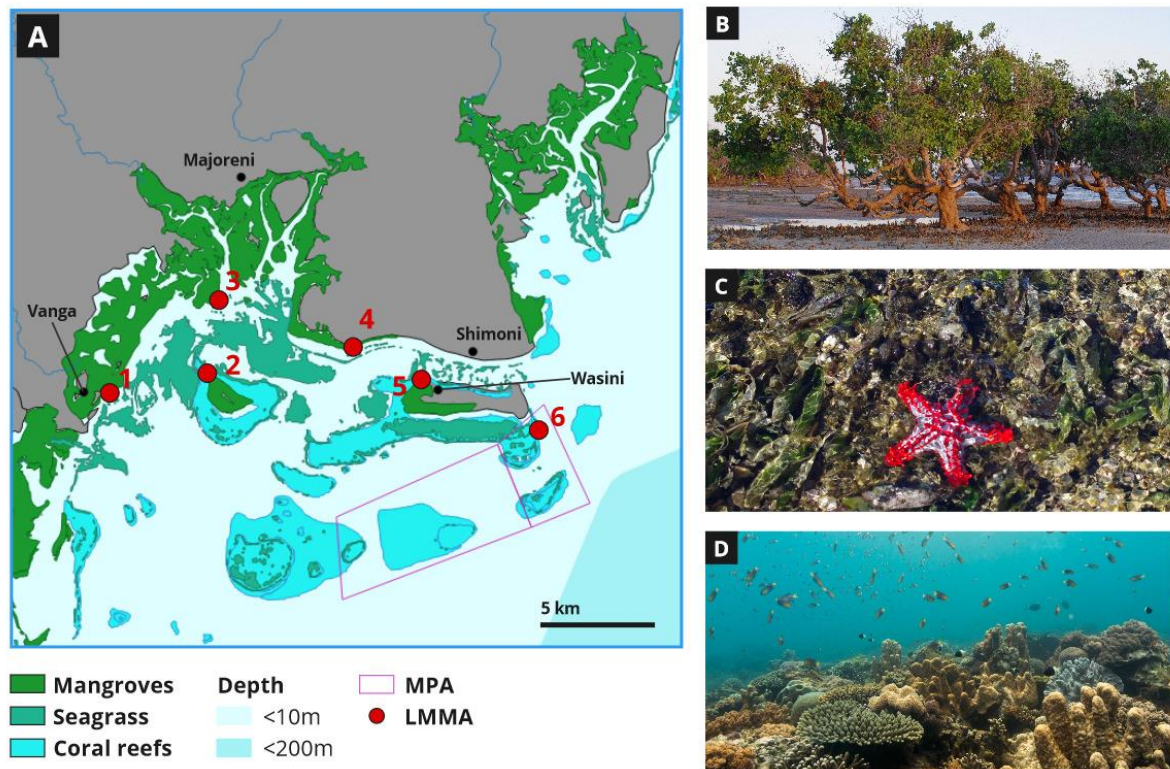 A
Majoreni
3
Vanga
4
Shimoni
2
1
5
Wasini
6
5 km
Mangroves
Seagrass
Coral reefs
Depth
<10m
<200m
MPA
LMMA
B
C
D